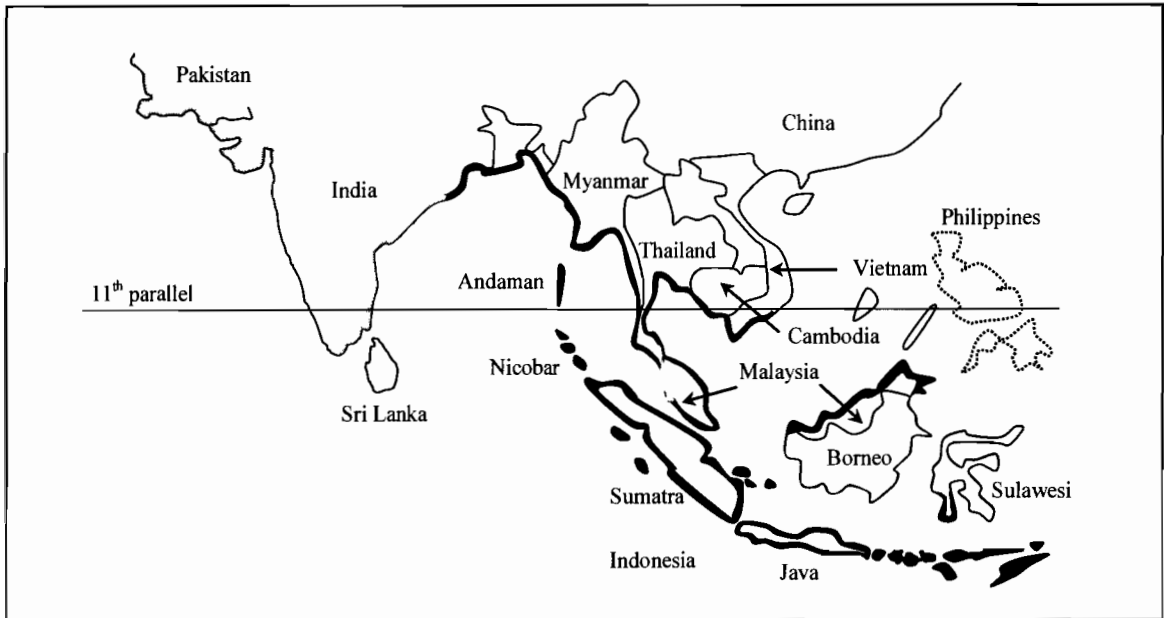 Pakistan
China
India
Myanmar
Philippines
Thailand
Vietnam
Andaman
11th parallel
Cambodia
Nicobar
Malaysia
Sri Lanka
Borneo
Sumatra
Sulawesi
Indonesia
Java